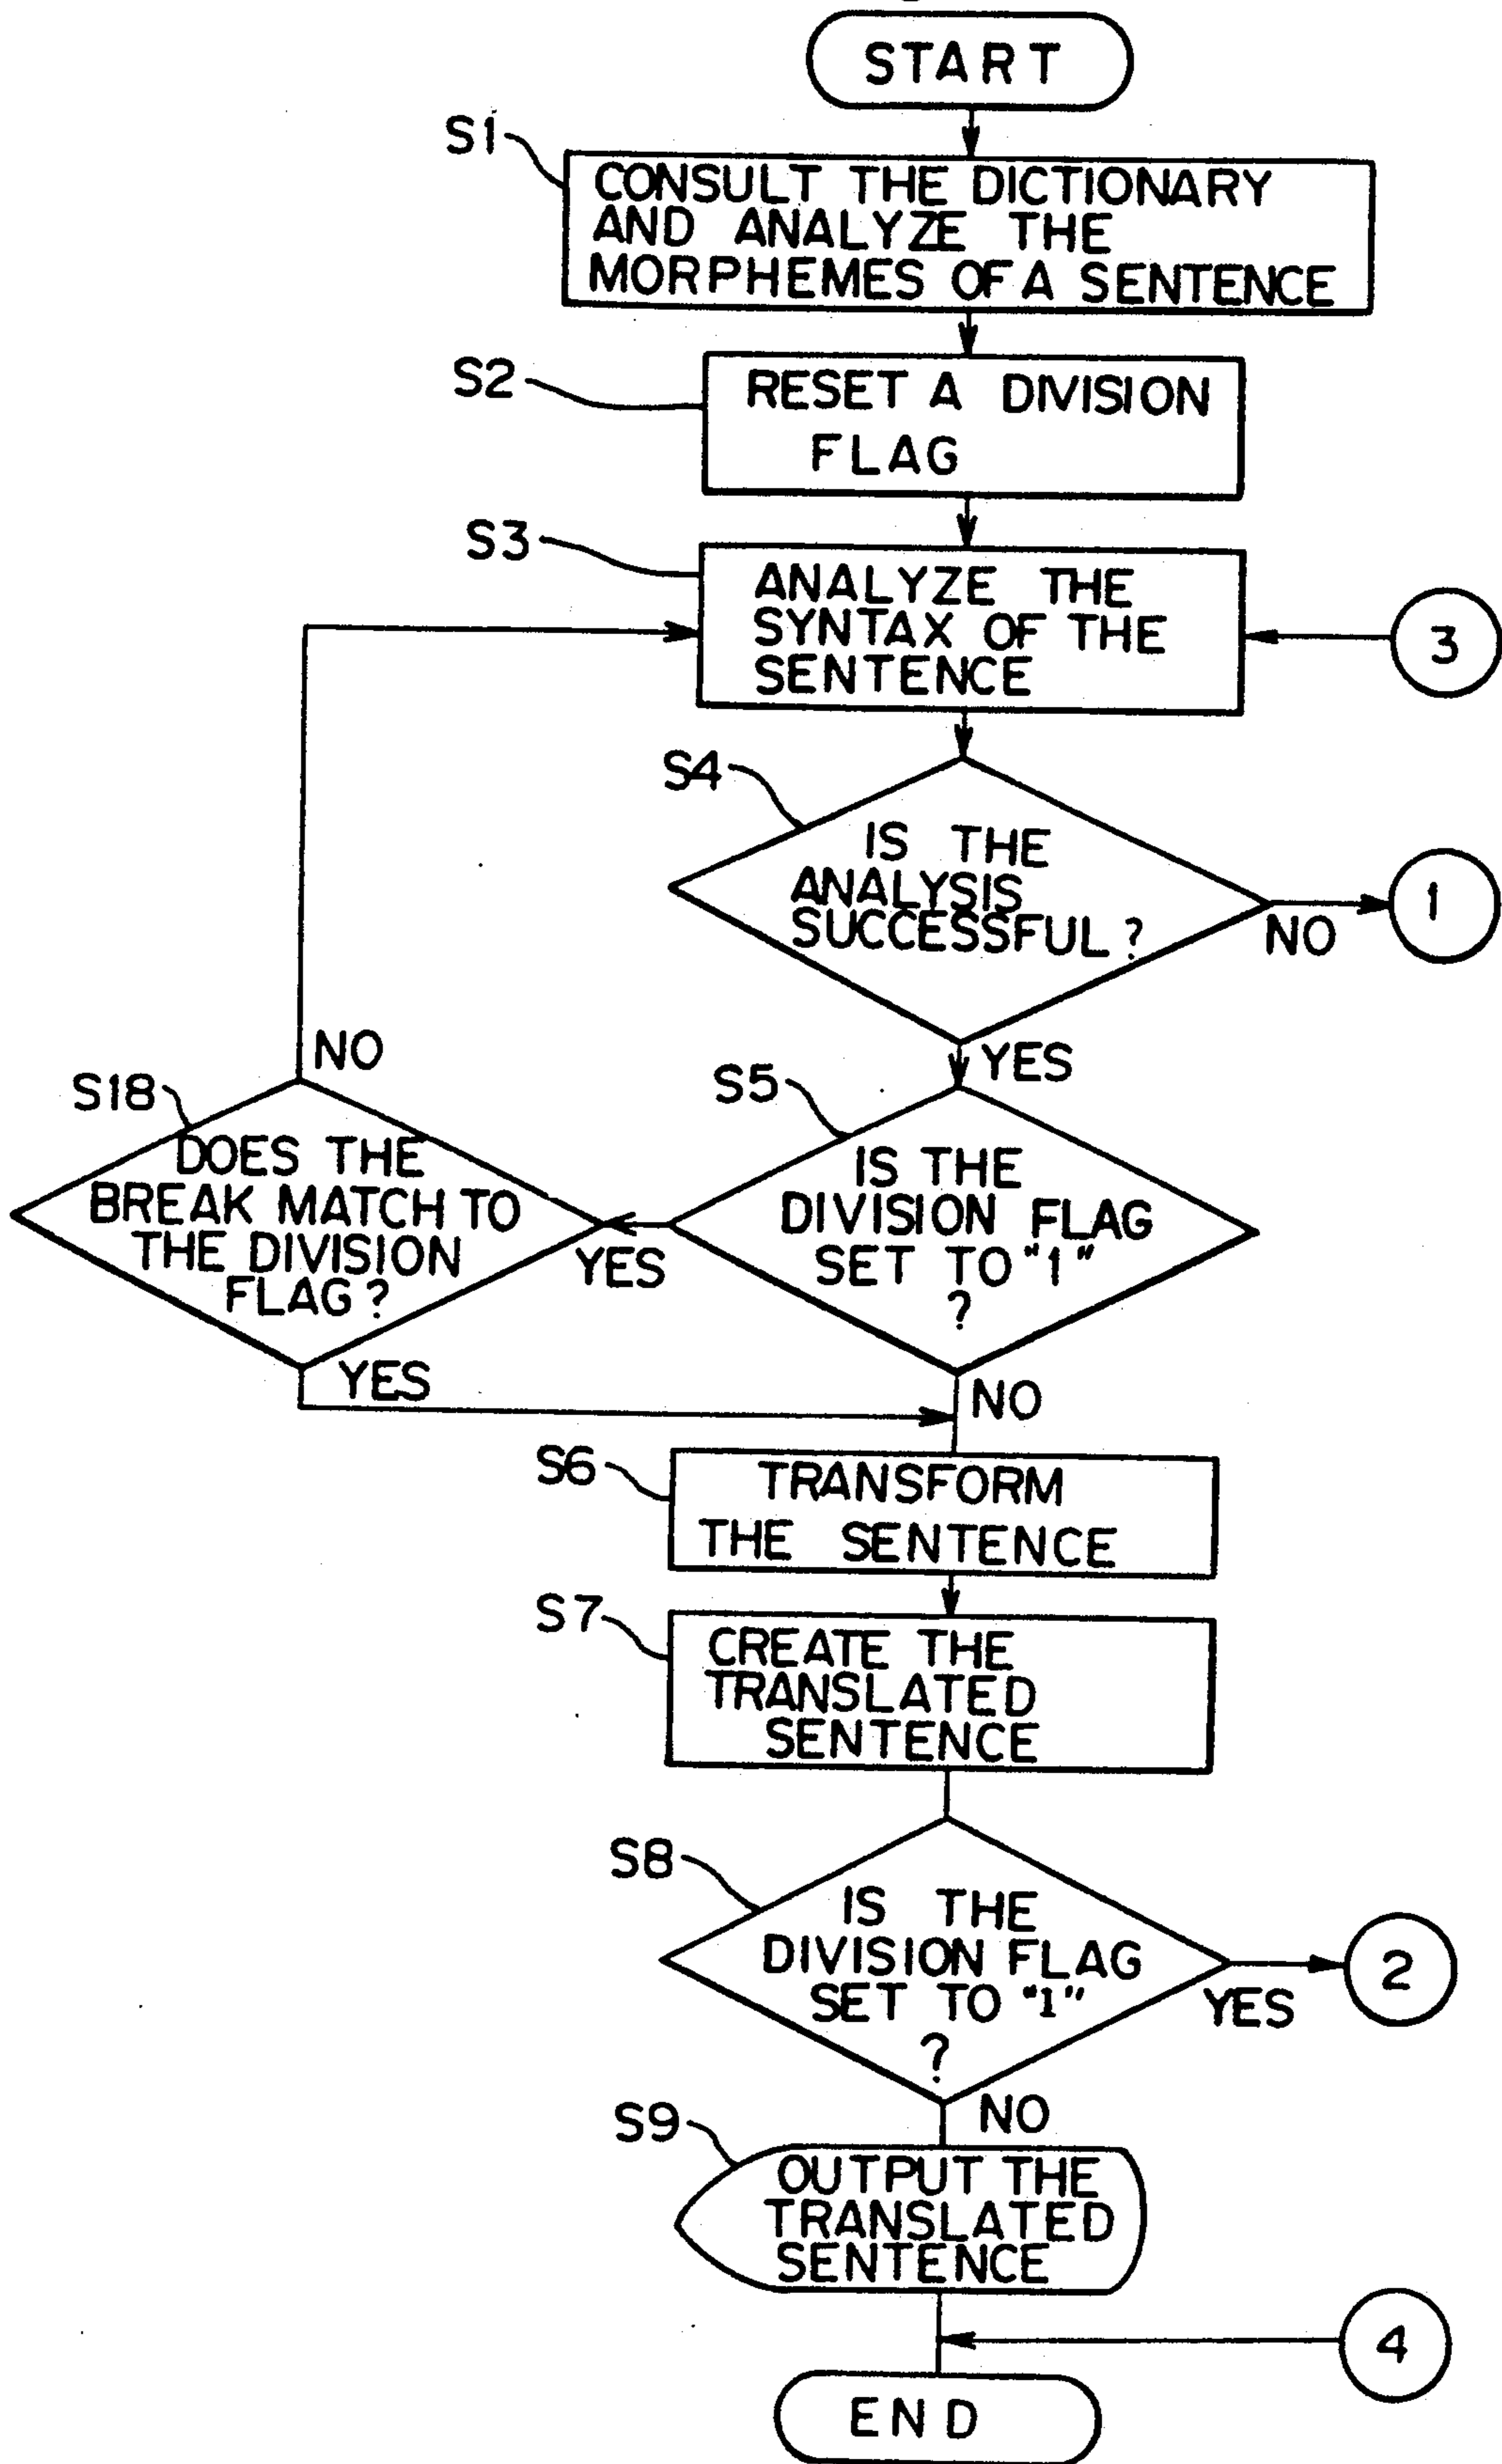 START
S1
CONSULT THE DICTIONARY
AND ANALYZE THE
MORPHEMES OF A SENTENCE
S2
RESET A DIVISION
FLAG
S3
ANALYZE THE
SYNTAX OF THE
SENTENCE
3
S4
IS THE
ANALYSIS
SUCCESSFUL?
NO
1
YES
S5
IS THE
DIVISION FLAG
SET TO "1"
?
YES
NO
S18
NO
DOES THE
BREAK MATCH TO
THE DIVISION
FLAG?
YES
S6
TRANSFORM
THE SENTENCE
S7
CREATE THE
TRANSLATED
SENTENCE
S8
IS THE
DIVISION FLAG
SET TO "1"
?
YES
2
NO
S9
OUTPUT THE
TRANSLATED
SENTENCE
4
END